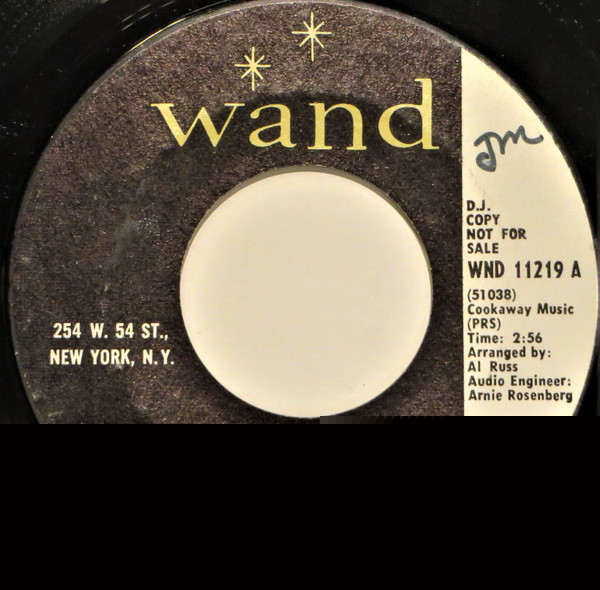 wand
JM
D.J.
COPY
NOT FOR
SALE
WND 11219 A
(51038)
Cookaway Music
(PRS)
Time: 2:56
Arranged by:
Al Russ
Audio Engineer:
Arnie Rosenberg
254 W. 54 ST.,
NEW YORK, N.Y.